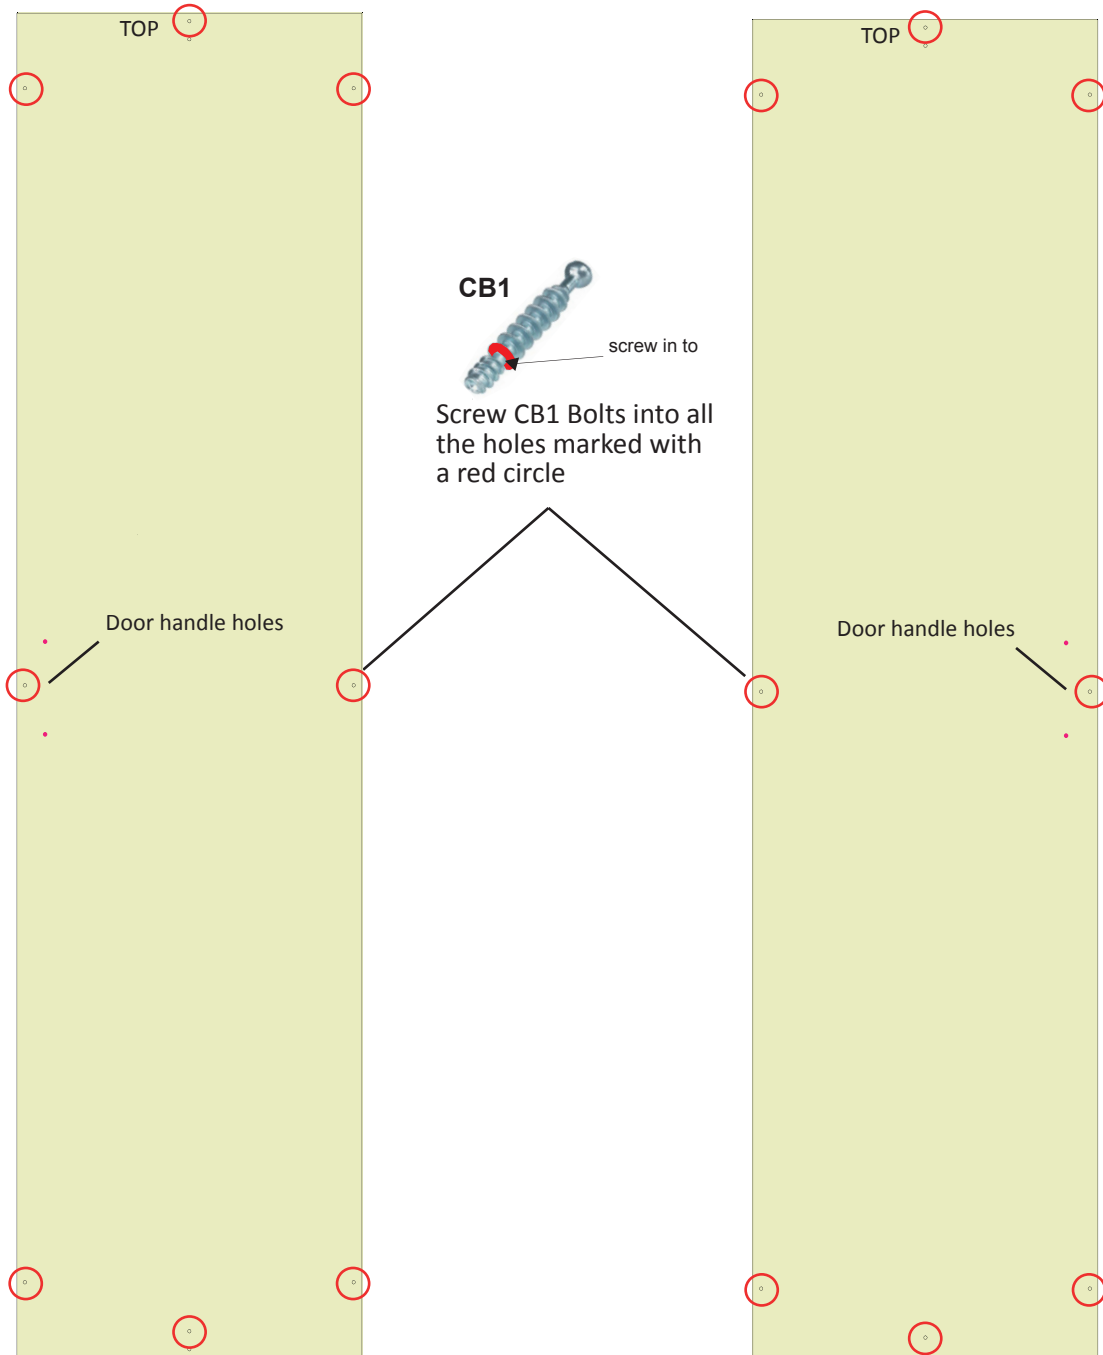 TOP
TOP
CB1
screw in to
Screw CB1 Bolts into all
the holes marked with
a red circle
Door handle holes
Door handle holes